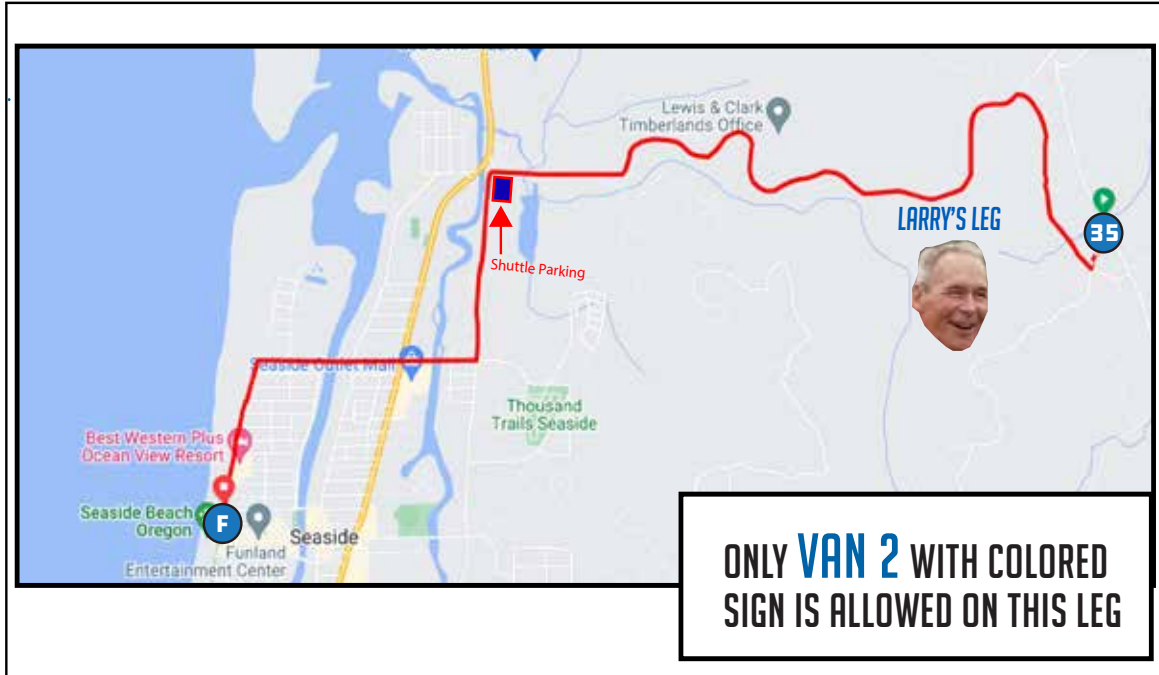 Lewis & Clark
Timberlands Office
LARRY'S LEG
35
Shuttle Parking
Seaside Outlet Mall
Thousand
Trails Seaside
Best Western Plus
Ocean View Resort
Seaside Beach
Oregon
F
Funland
Entertainment Center
Seaside
ONLY VAN 2 WITH COLORED
SIGN IS ALLOWED ON THIS LEG